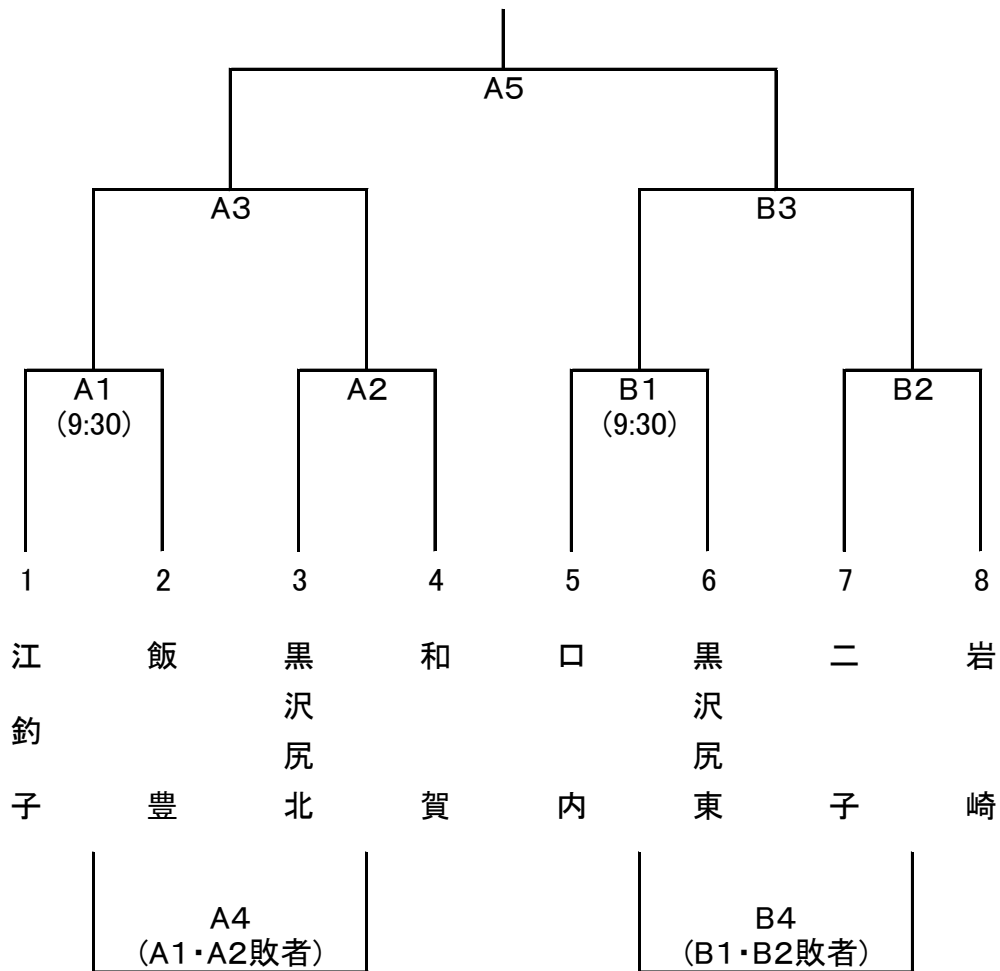 A5
A3
B3
A1
(9:30)
A2
B1
(9:30)
B2
1
2
3
4
5
6
7
8
江釣子
飯豊
黒沢尻北
和賀
口内
黒沢尻東
二子
岩崎
A4
(A1・A2敗者)
B4
(B1・B2敗者)